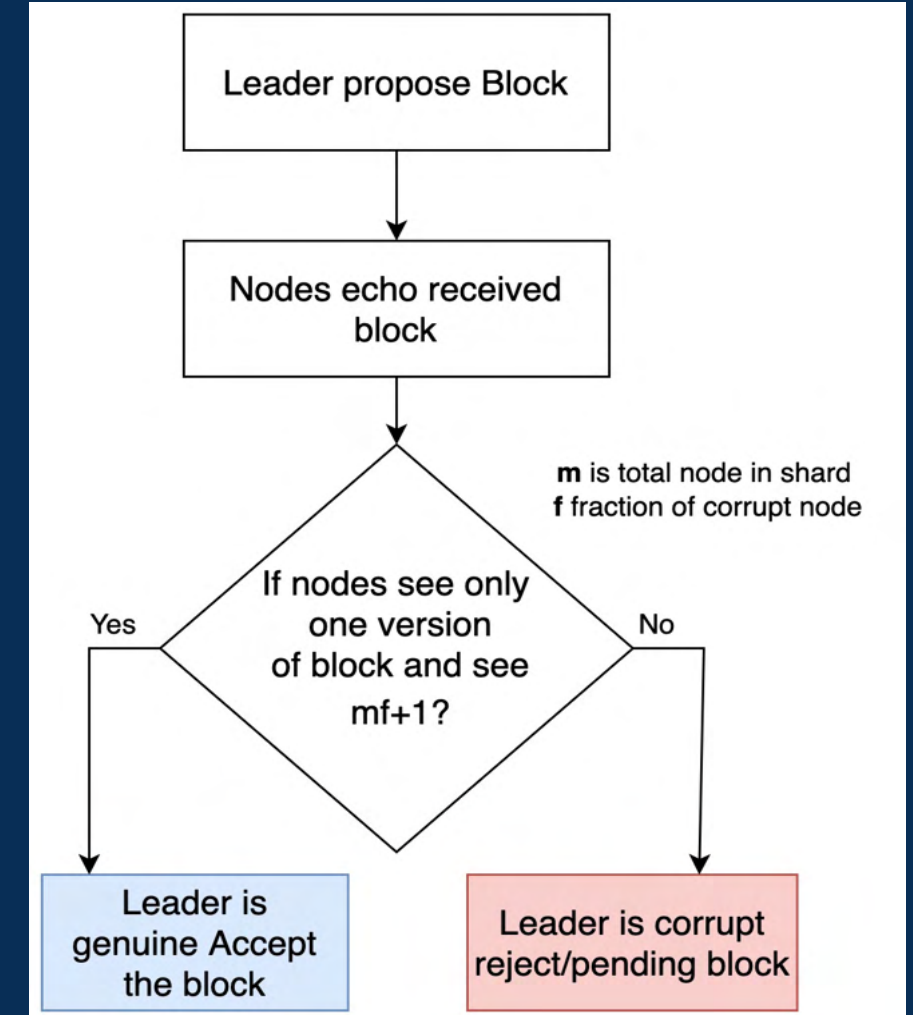 Leader propose Block
Nodes echo received
block
m is total node in shard
f fraction of corrupt node
If nodes see only
one version
of block and see
mf+1?
Yes
No
Leader is
genuine Accept
the block
Leader is corrupt
reject/pending block